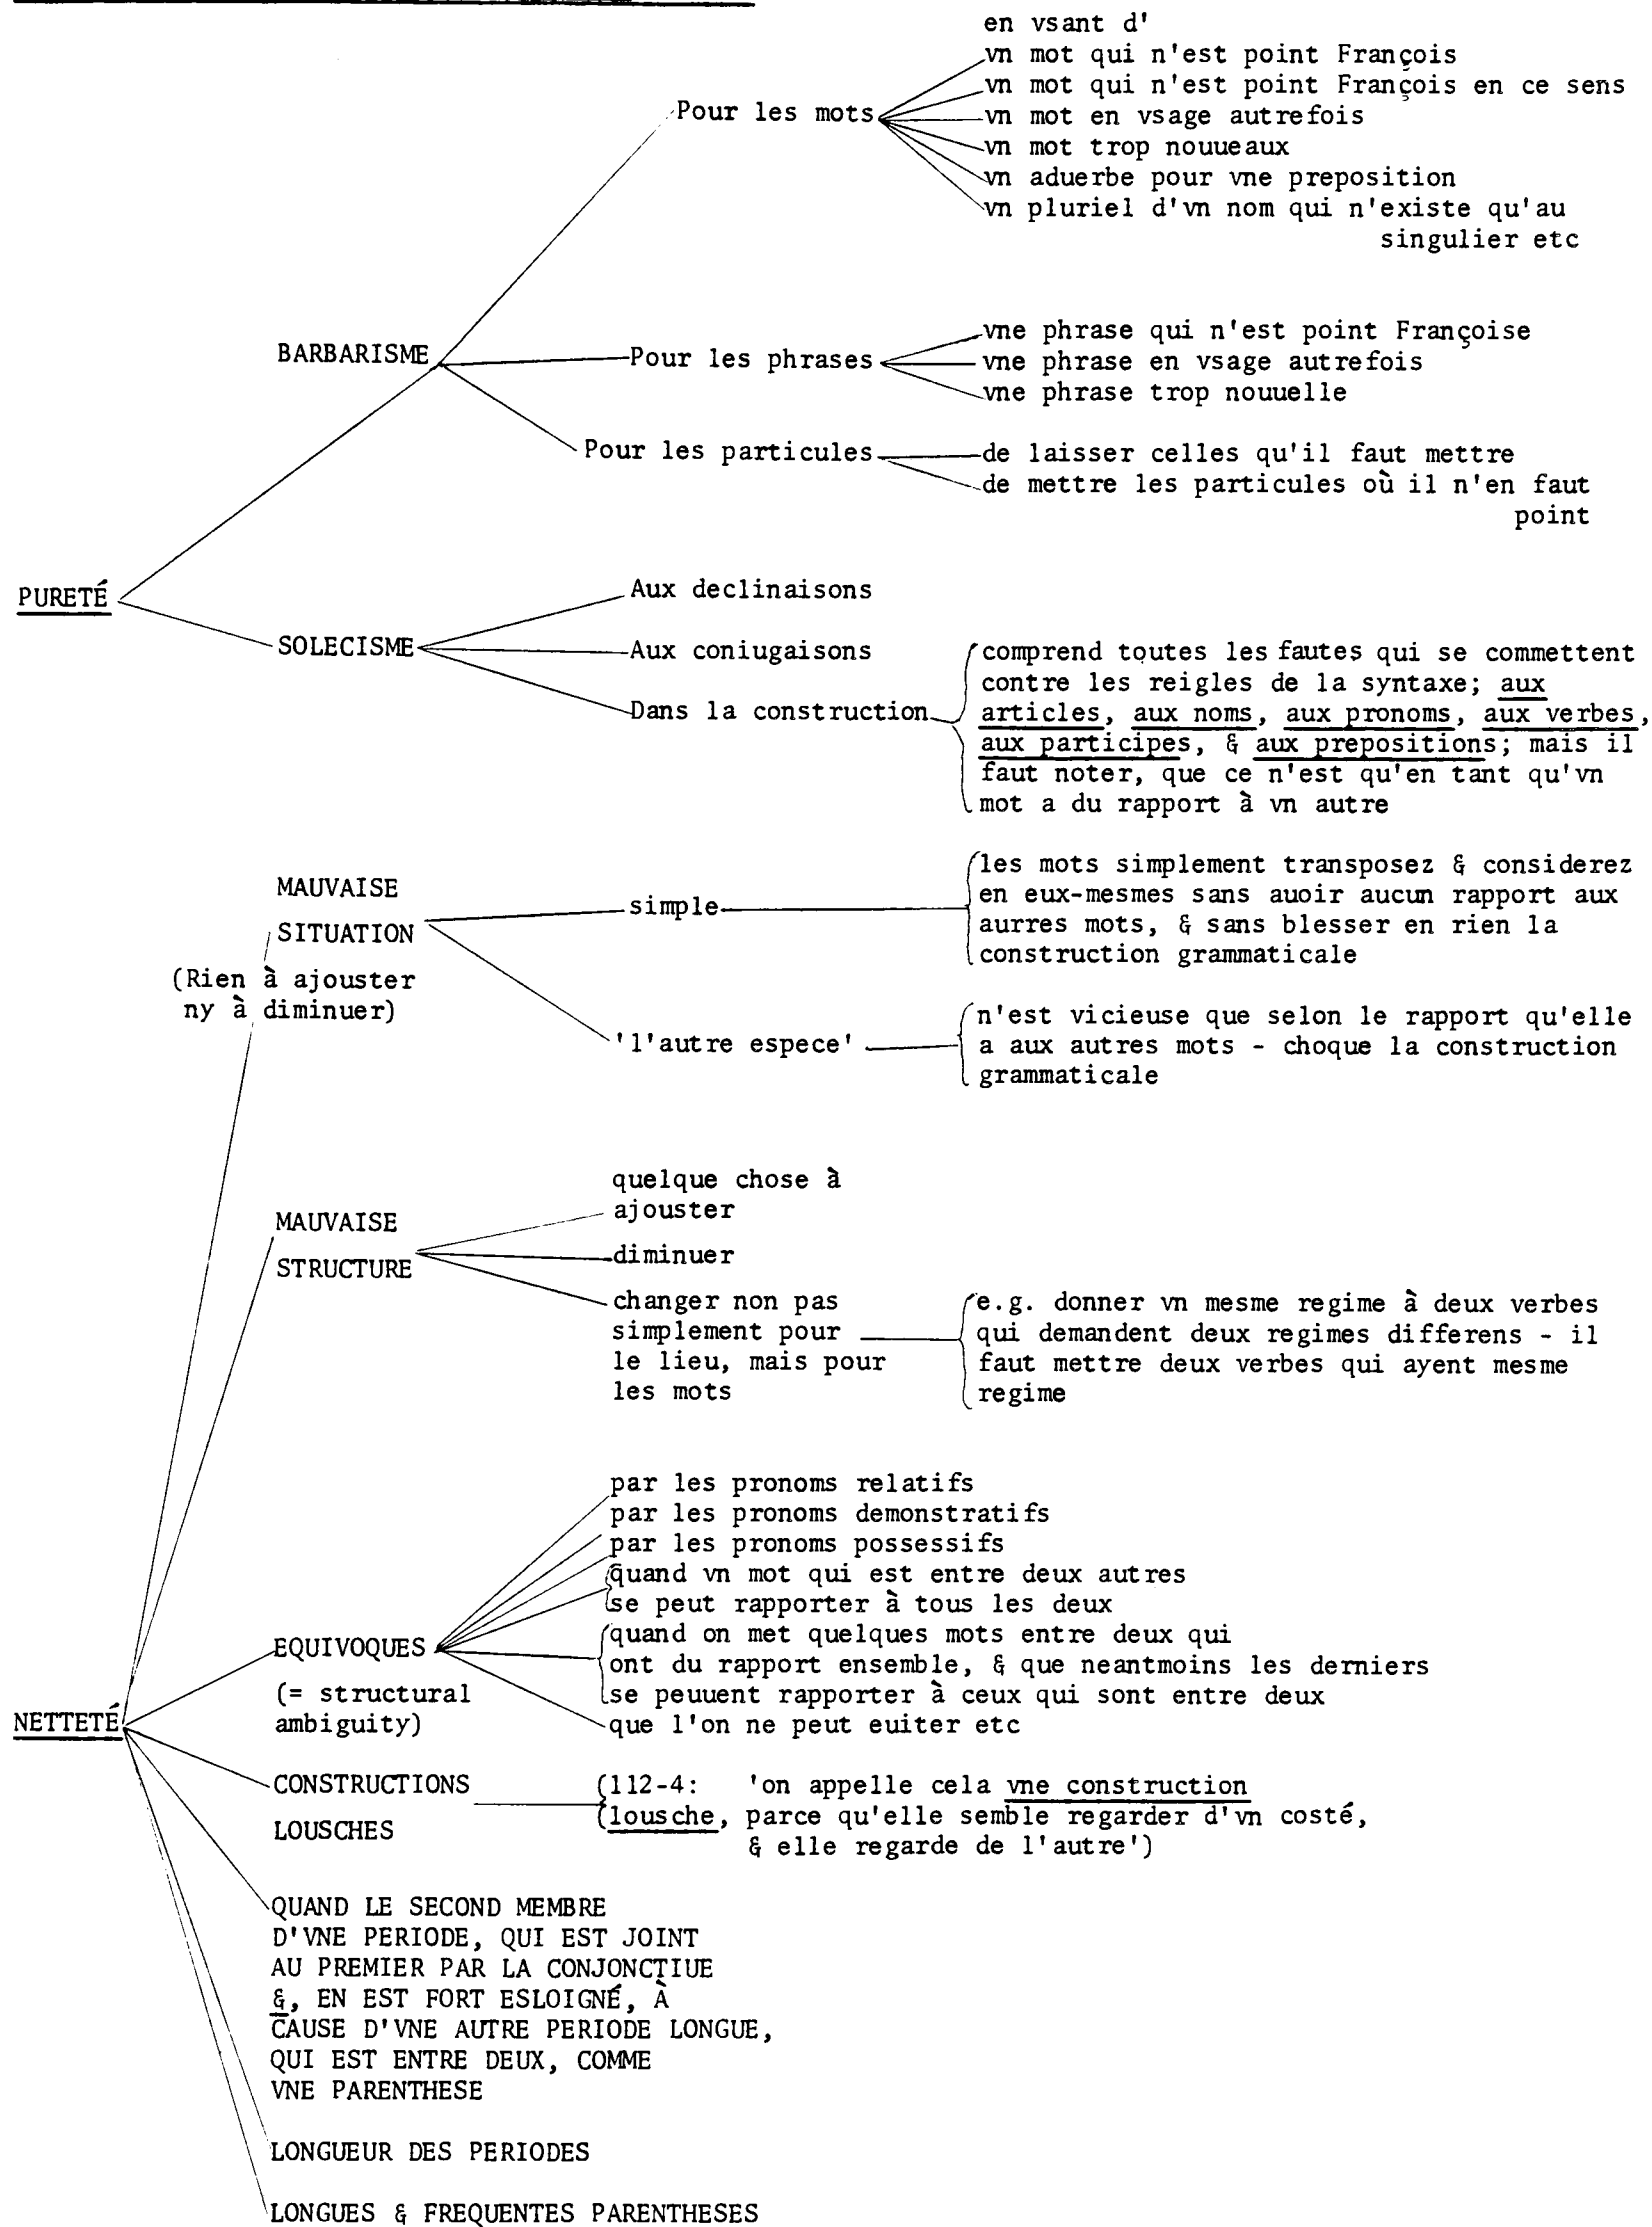 en vsant d'
vn mot qui n'est point François
vn mot qui n'est point François en ce sens
Pour les mots
vn mot en vsage autrefois
vn mot trop nouueaux
vn aduerbe pour vne preposition
vn pluriel d'vn nom qui n'existe qu'au
singulier etc
BARBARISME
Pour les phrases
vne phrase qui n'est point Françoise
vne phrase en vsage autrefois
vne phrase trop nouuelle
Pour les particules
de laisser celles qu'il faut mettre
de mettre les particules où il n'en faut
point
PURETÉ
SOLECISME
Aux declinaisons
Aux coniugaisons
Dans la construction
comprend toutes les fautes qui se commettent
contre les reigles de la syntaxe; aux
articles, aux noms, aux pronoms, aux verbes,
aux participes, & aux prepositions; mais il
faut noter, que ce n'est qu'en tant qu'vn
mot a du rapport à vn autre
MAUVAISE
SITUATION
(Rien à ajouster
ny à diminuer)
simple
les mots simplement transposez & considerez
en eux-mesmes sans auoir aucun rapport aux
aurres mots, & sans blesser en rien la
construction grammaticale
'l'autre espece'
n'est vicieuse que selon le rapport qu'elle
a aux autres mots - choque la construction
grammaticale
MAUVAISE
STRUCTURE
quelque chose à
ajouster
diminuer
changer non pas
simplement pour
le lieu, mais pour
les mots
e.g. donner vn mesme regime à deux verbes
qui demandent deux regimes differens - il
faut mettre deux verbes qui ayent mesme
regime
NETTETÉ
EQUIVOQUES
(= structural
ambiguity)
par les pronoms relatifs
par les pronoms demonstratifs
par les pronoms possessifs
quand vn mot qui est entre deux autres
se peut rapporter à tous les deux
quand on met quelques mots entre deux qui
ont du rapport ensemble, & que neantmoins les derniers
se peuuent rapporter à ceux qui sont entre deux
que l'on ne peut euiter etc
CONSTRUCTIONS
LOUSCHES
(112-4: 'on appelle cela vne construction
(lousche, parce qu'elle semble regarder d'vn costé,
& elle regarde de l'autre')
QUAND LE SECOND MEMBRE
D'VNE PERIODE, QUI EST JOINT
AU PREMIER PAR LA CONJONCTIUE
&, EN EST FORT ESLOIGNÉ, À
CAUSE D'VNE AUTRE PERIODE LONGUE,
QUI EST ENTRE DEUX, COMME
VNE PARENTHESE
LONGUEUR DES PERIODES
LONGUES & FREQUENTES PARENTHESES